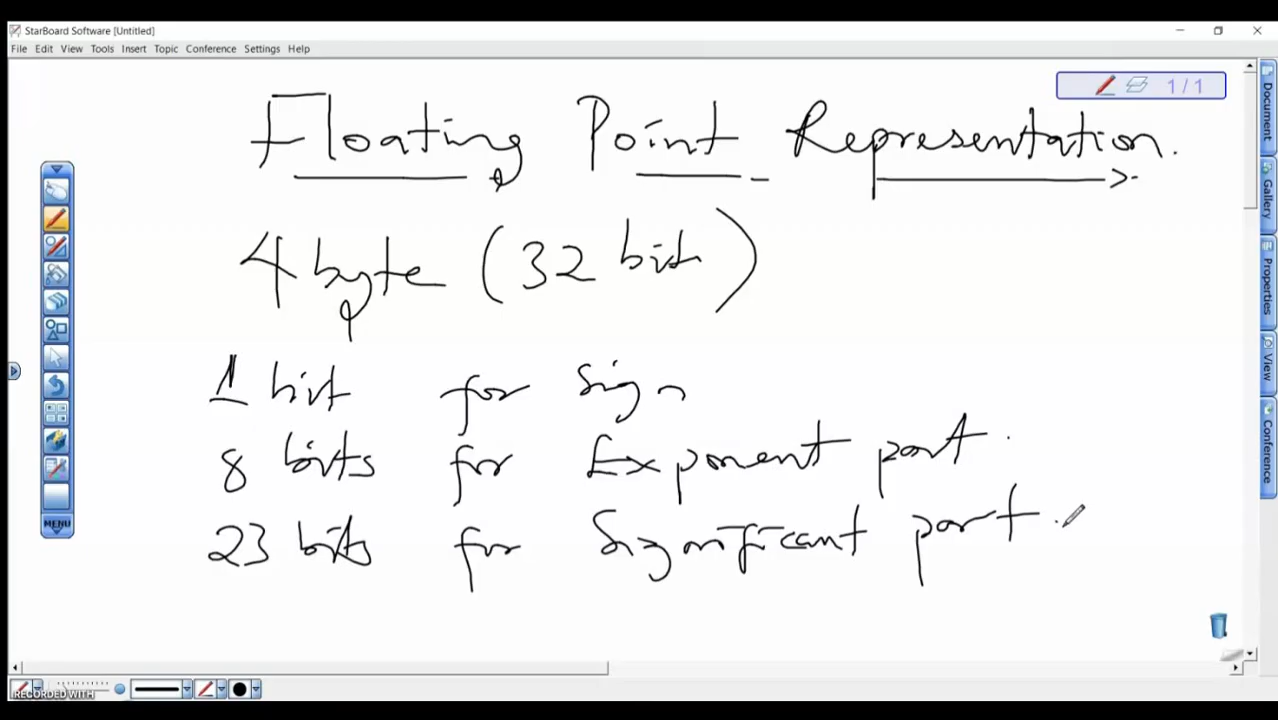 StarBoard Software [Untitled]
File Edit View Tools Insert Topic Conference Settings Help
1 / 1
Floating Point Representation.
4 byte (32 bit)
1 bit for Sign
8 bits for Exponent part.
23 bits for Significant part.
MENU
Document
Gallery
Properties
View
Conference
RECORDED WITH